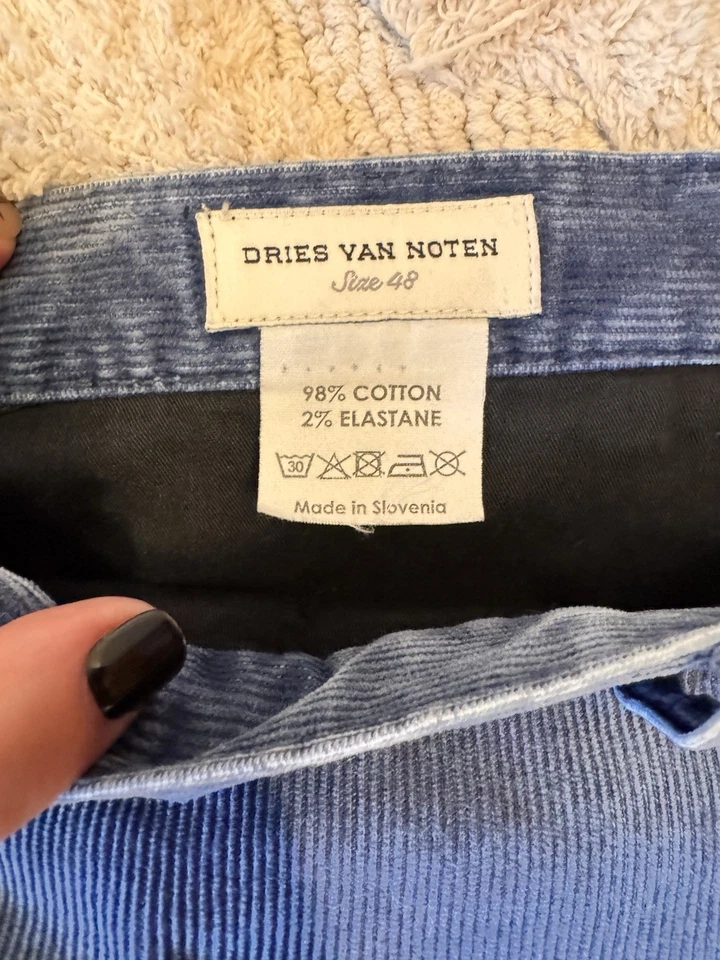 DRIES VAN NOTEN
Size 48
98% COTTON
2% ELASTANE
30
Made in Slovenia